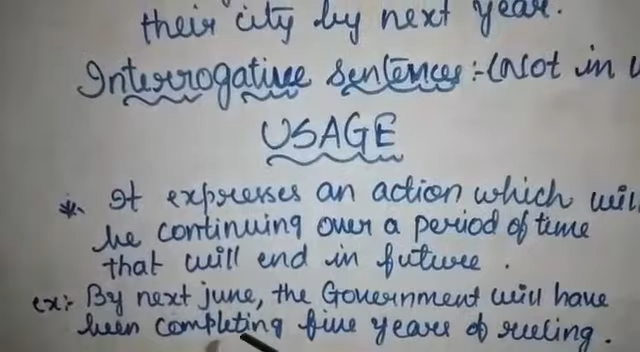 their city by next year.
Interrogative Sentences :- (Not in
USAGE
*. It expresses an action which will
be continuing over a period of time
that will end in future.
ex:- By next june, the Government will have
been completing five years of rueling.